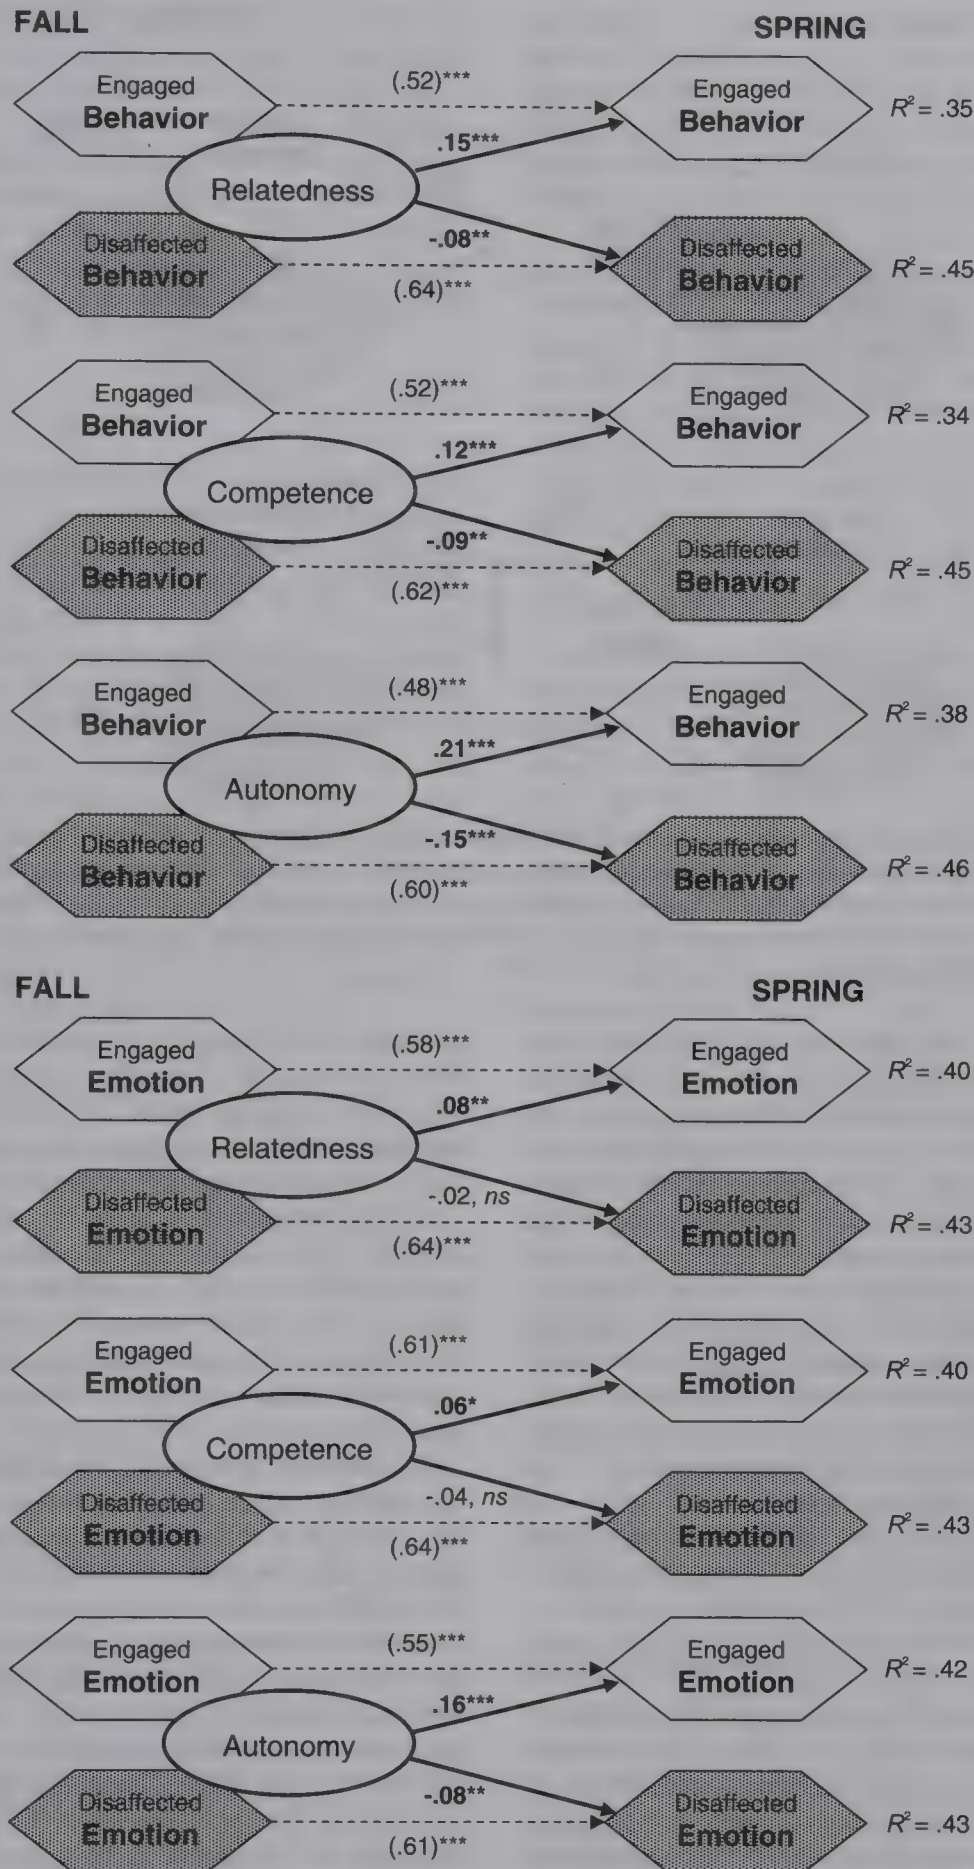 FALL SPRING
Engaged (.52)*** Engaged
Behavior Behavior R² = .35
.15***
Relatedness
Disaffected -.08** Disaffected
Behavior Behavior R² = .45
(.64)***
Engaged (.52)*** Engaged
Behavior Behavior R² = .34
.12***
Competence
Disaffected -.09** Disaffected
Behavior Behavior R² = .45
(.62)***
Engaged (.48)*** Engaged
Behavior Behavior R² = .38
.21***
Autonomy
Disaffected -.15*** Disaffected
Behavior Behavior R² = .46
(.60)***
FALL SPRING
Engaged (.58)*** Engaged
Emotion Emotion R² = .40
.08**
Relatedness
Disaffected -.02, ns Disaffected
Emotion Emotion R² = .43
(.64)***
Engaged (.61)*** Engaged
Emotion Emotion R² = .40
.06*
Competence
Disaffected -.04, ns Disaffected
Emotion Emotion R² = .43
(.64)***
Engaged (.55)*** Engaged
Emotion Emotion R² = .42
.16***
Autonomy
Disaffected -.08** Disaffected
Emotion Emotion R² = .43
(.61)***